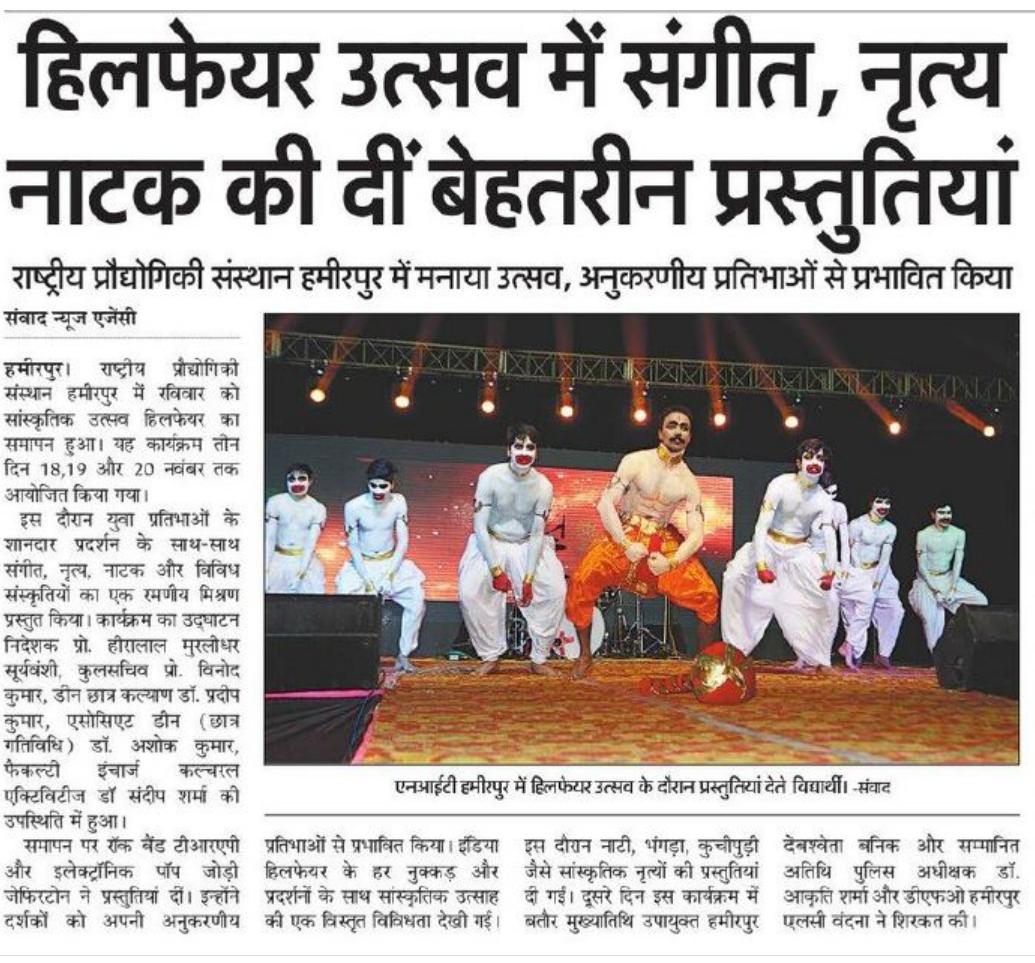 हिलफेयर उत्सव में संगीत, नृत्य
नाटक की दीं बेहतरीन प्रस्तुतियां
राष्ट्रीय प्रौद्योगिकी संस्थान हमीरपुर में मनाया उत्सव, अनुकरणीय प्रतिभाओं से प्रभावित किया
संवाद न्यूज एजेंसी
हमीरपुर। राष्ट्रीय प्रौद्योगिकी
संस्थान हमीरपुर में रविवार को
सांस्कृतिक उत्सव हिलफेयर का
समापन हुआ। यह कार्यक्रम तीन
दिन 18,19 और 20 नवंबर तक
आयोजित किया गया।
इस दौरान युवा प्रतिभाओं के
शानदार प्रदर्शन के साथ-साथ
संगीत, नृत्य, नाटक और विविध
संस्कृतियों का एक रमणीय मिश्रण
प्रस्तुत किया। कार्यक्रम का उद्घाटन
निदेशक प्रो. हीरालाल मुरलीधर
सूर्यवंशी, कुलसचिव प्रो. विनोद
कुमार, डीन छात्र कल्याण डॉ. प्रदीप
कुमार, एसोसिएट डीन (छात्र
गतिविधि) डॉ. अशोक कुमार,
फैकल्टी इंचार्ज कल्चरल
एक्टिविटीज डॉ संदीप शर्मा की
उपस्थिति में हुआ।
समापन पर रॉक बैंड टीआरएपी
और इलेक्ट्रॉनिक पॉप जोड़ी
जेफिरटोन ने प्रस्तुतियां दीं। इन्होंने
दर्शकों को अपनी अनुकरणीय
एनआईटी हमीरपुर में हिलफेयर उत्सव के दौरान प्रस्तुतियां देते विद्यार्थी। -संवाद
प्रतिभाओं से प्रभावित किया। इंडिया
हिलफेयर के हर नुक्कड़ और
प्रदर्शनों के साथ सांस्कृतिक उत्साह
की एक विस्तृत विविधता देखी गई।
इस दौरान नाटी, भंगड़ा, कुचीपुड़ी
जैसे सांस्कृतिक नृत्यों की प्रस्तुतियां
दी गईं। दूसरे दिन इस कार्यक्रम में
बतौर मुख्यातिथि उपायुक्त हमीरपुर
देबश्वेता बनिक और सम्मानित
अतिथि पुलिस अधीक्षक डॉ.
आकृति शर्मा और डीएफओ हमीरपुर
एलसी वंदना ने शिरकत की।